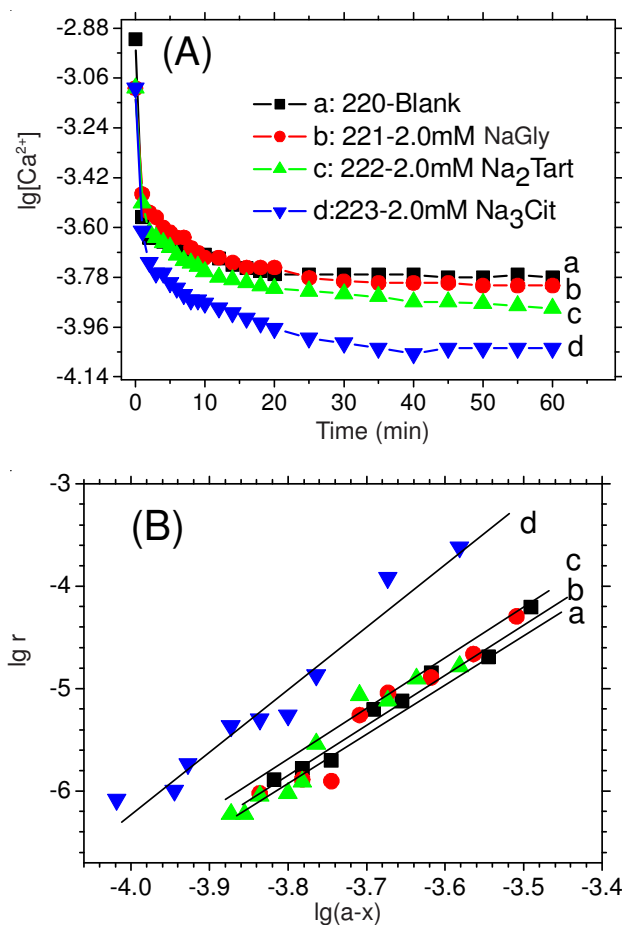 -2.88
-3.06
-3.24
-3.42
-3.60
-3.78
-3.96
-4.14
lg[Ca²⁺]
(A)
a: 220-Blank
b: 221-2.0mM NaGly
c: 222-2.0mM Na₂Tart
d:223-2.0mM Na₃Cit
a
b
c
d
0 10 20 30 40 50 60
Time (min)
-3
-4
-5
-6
lg r
(B)
d
c
b
a
-4.0 -3.9 -3.8 -3.7 -3.6 -3.5 -3.4
lg(a-x)